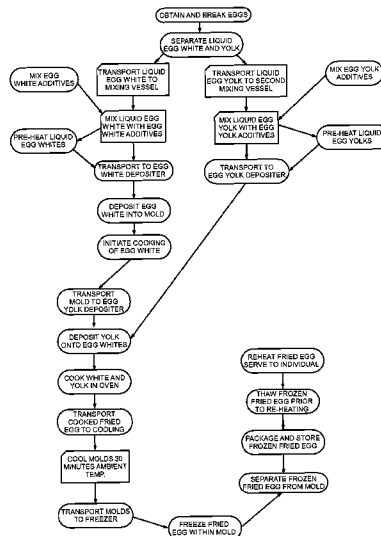 OBTAIN AND BREAK EGGS
SEPARATE LIQUID
EGG WHITE AND YOLK
TRANSPORT LIQUID
EGG WHITE TO
MIXING VESSEL
TRANSPORT LIQUID
EGG YOLK TO SECOND
MIXING VESSEL
MIX EGG
WHITE ADDITIVES
MIX EGG YOLK
ADDITIVES
MIX LIQUID EGG
WHITE WITH EGG
WHITE ADDITIVES
MIX LIQUID EGG
YOLK WITH EGG
YOLK ADDITIVES
PRE-HEAT LIQUID
EGG WHITES
PRE-HEAT LIQUID
EGG YOLKS
TRANSPORT TO EGG
WHITE DEPOSITER
TRANSPORT TO
EGG YOLK DEPOSITER
DEPOSIT EGG
WHITE INTO MOLD
INITIATE COOKING
OF EGG WHITE
TRANSPORT
MOLD TO EGG
YOLK DEPOSITER
DEPOSIT YOLK
ONTO EGG WHITES
COOK WHITE AND
YOLK IN OVEN
TRANSPORT
COOKED FRIED
EGG TO COOLING
COOL MOLDS 30
MINUTES AMBIENT
TEMP.
TRANSPORT MOLDS
TO FREEZER
FREEZE FRIED
EGG WITHIN MOLD
REHEAT FRIED EGG
SERVE TO INDIVIDUAL
THAW FROZEN
FRIED EGG PRIOR
TO RE-HEATING
PACKAGE AND STORE
FROZEN FRIED EGG
SEPARATE FROZEN
FRIED EGG FROM MOLD